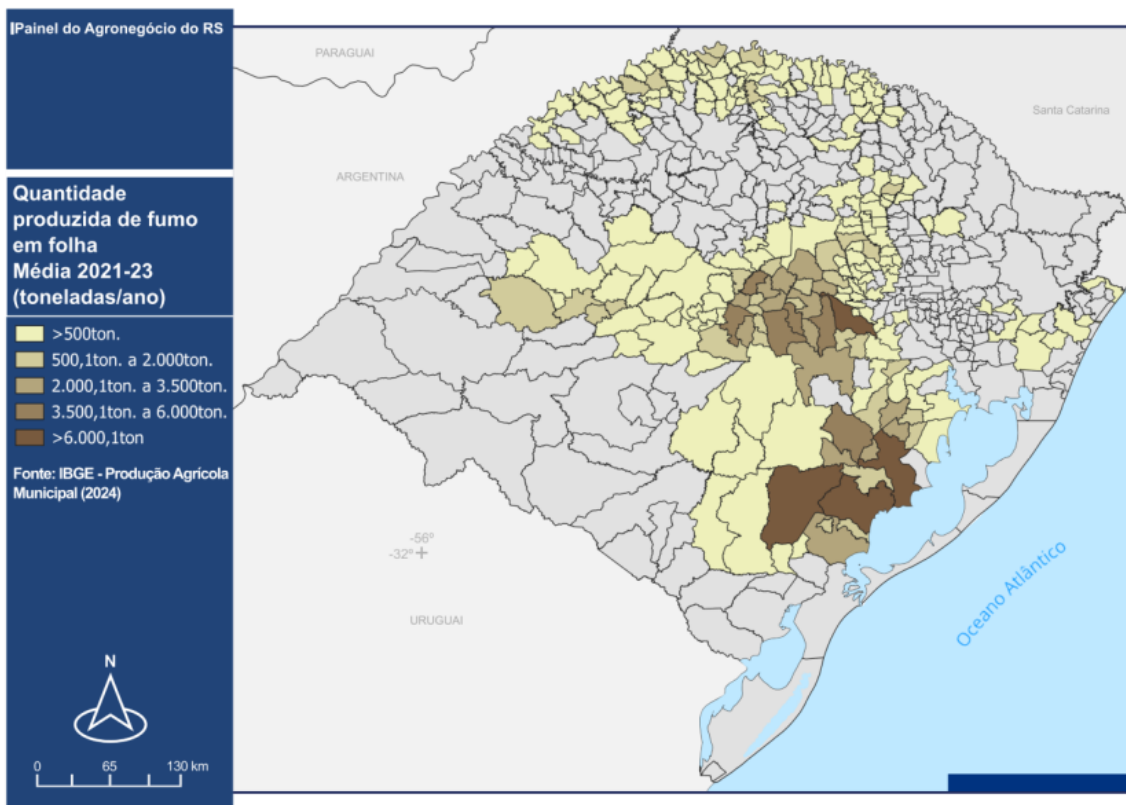 Painel do Agronegócio do RS
Quantidade
produzida de fumo
em folha
Média 2021-23
(toneladas/ano)
>500ton.
500,1ton. a 2.000ton.
2.000,1ton. a 3.500ton.
3.500,1ton. a 6.000ton.
>6.000,1ton
Fonte: IBGE - Produção Agrícola
Municipal (2024)
N
0 65 130 km
PARAGUAI
Santa Catarina
ARGENTINA
-56º
-32º
URUGUAI
Oceano Atlântico